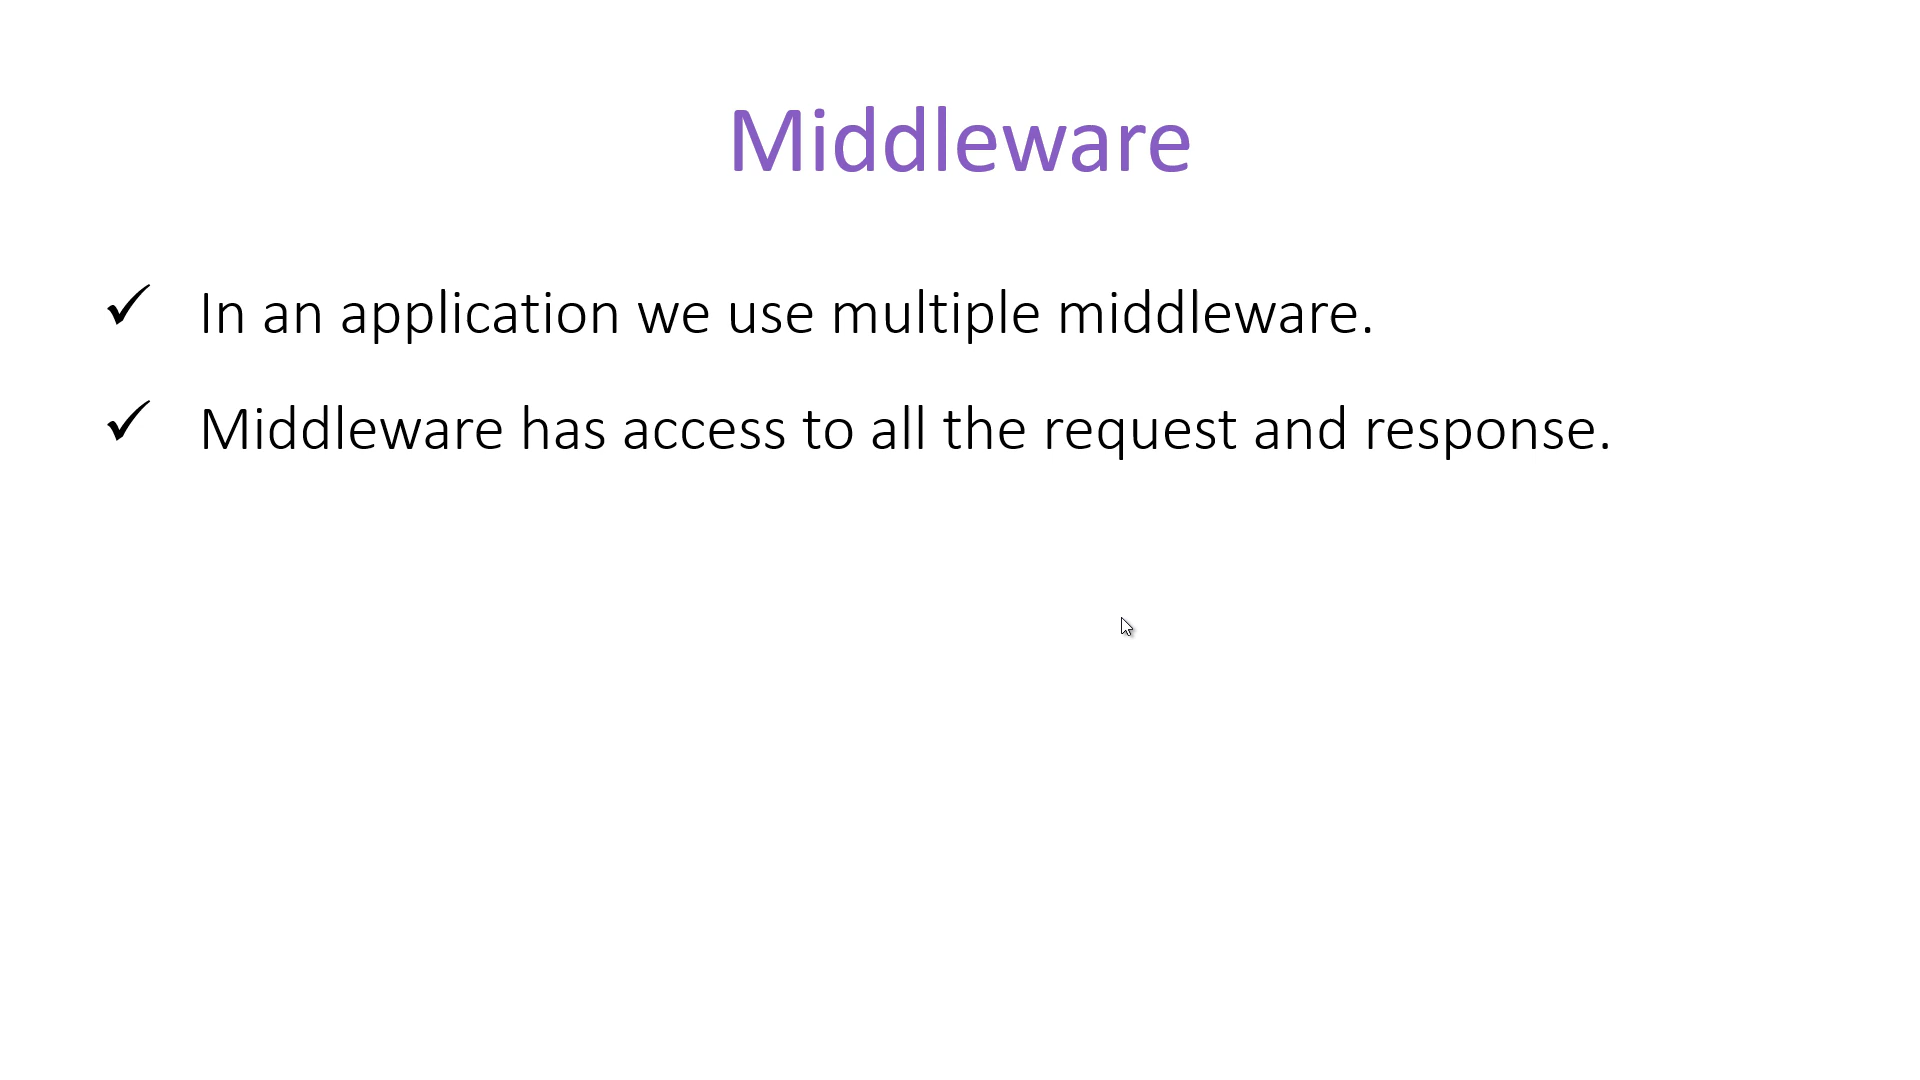 Middleware
✓ In an application we use multiple middleware.
✓ Middleware has access to all the request and response.